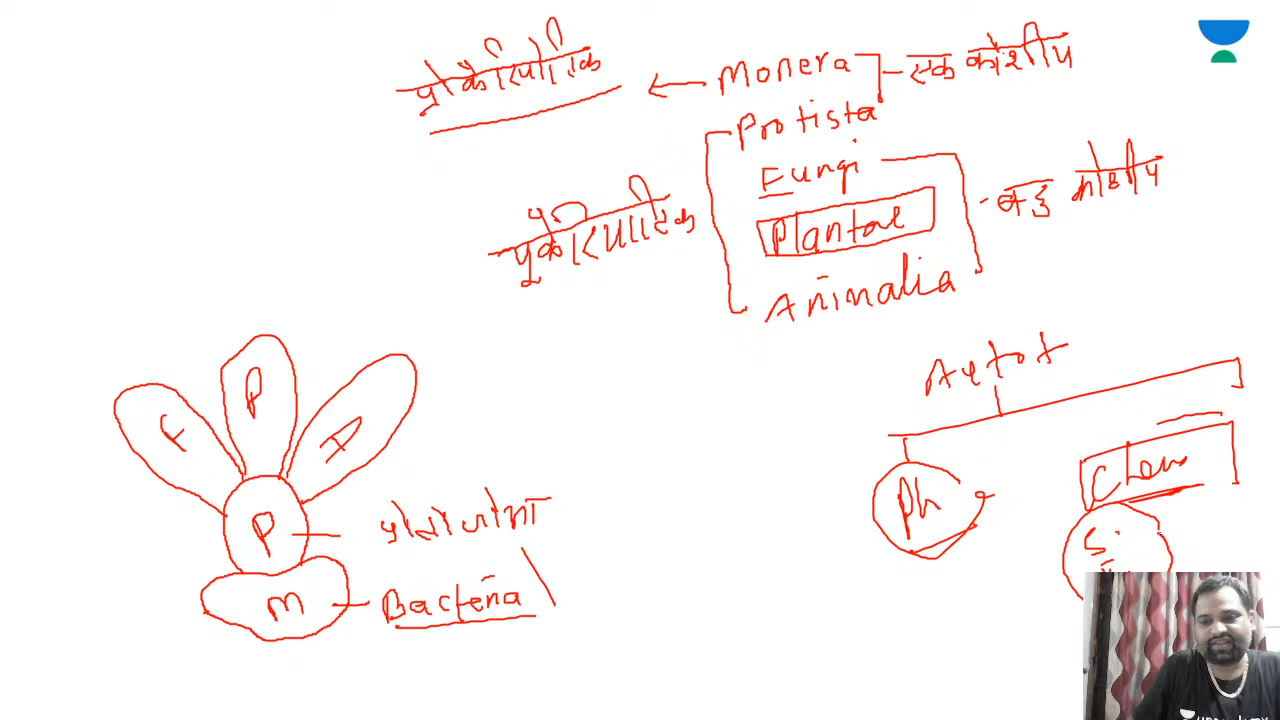 प्रोकैरियोटिक
Monera
एक कोशीय
Protista
Fungi
यूकैरियोटिक
Plantae
बहु कोशीय
Animalia
Autot
F
P
A
Ph
Chem
P
प्रोटोजोआ
S
M
Bacteria